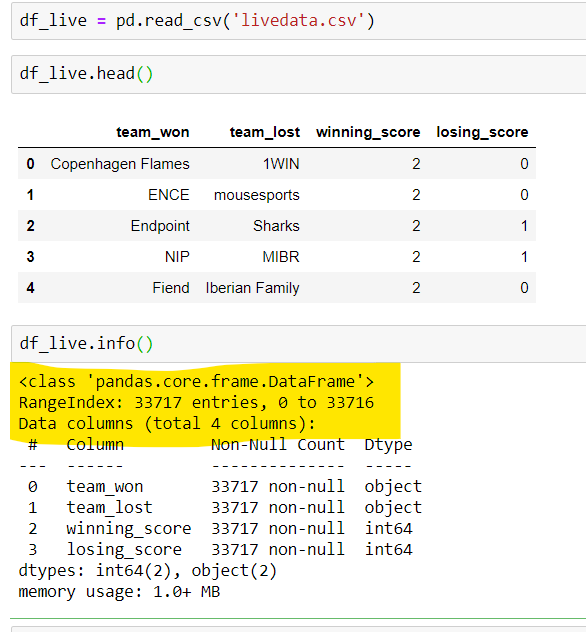 df_live = pd.read_csv('livedata.csv')
df_live.head()
team_won team_lost winning_score losing_score
0 Copenhagen Flames 1WIN 2 0
1 ENCE mousesports 2 0
2 Endpoint Sharks 2 1
3 NIP MIBR 2 1
4 Fiend Iberian Family 2 0
df_live.info()
<class 'pandas.core.frame.DataFrame'>
RangeIndex: 33717 entries, 0 to 33716
Data columns (total 4 columns):
# Column Non-Null Count Dtype
--- ------ -------------- -----
0 team_won 33717 non-null object
1 team_lost 33717 non-null object
2 winning_score 33717 non-null int64
3 losing_score 33717 non-null int64
dtypes: int64(2), object(2)
memory usage: 1.0+ MB